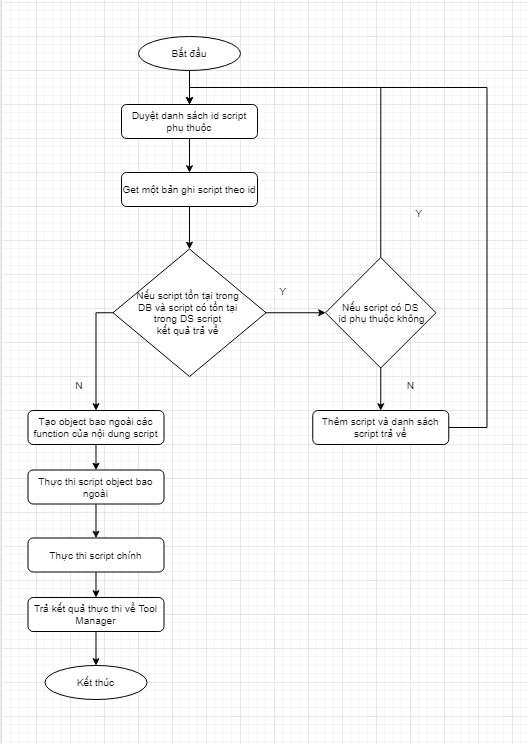 Bắt đầu
Duyệt danh sách id script
phụ thuộc
Get một bản ghi script theo id
Nếu script tồn tại trong
DB và script có tồn tại
trong DS script
kết quả trả về
Y
Nếu script có DS
id phụ thuộc không
Y
N
N
Tạo object bao ngoài các
function của nội dung script
Thêm script và danh sách
script trả về
Thực thi script object bao
ngoài
Thực thi script chính
Trả kết quả thực thi về Tool
Manager
Kết thúc